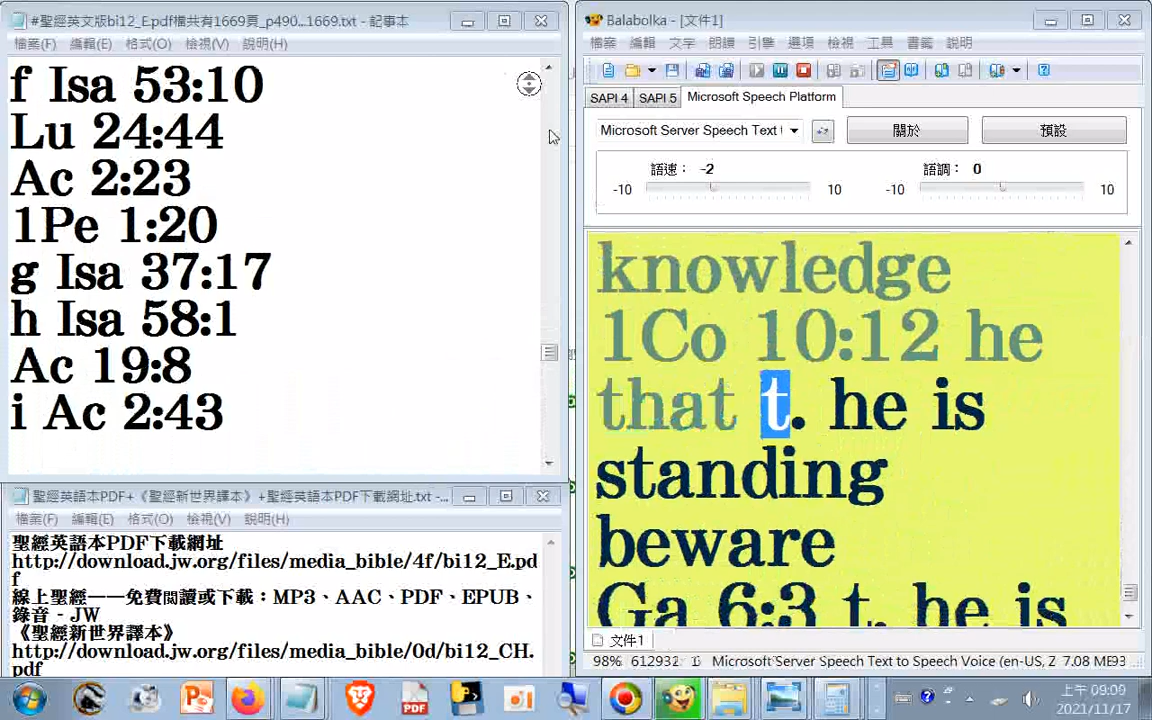 #聖經英文版bi12_E.pdf檔共有1669頁_p490...1669.txt - 記事本
檔案(F) 編輯(E) 格式(O) 檢視(V) 說明(H)
f Isa 53:10
Lu 24:44
Ac 2:23
1Pe 1:20
g Isa 37:17
h Isa 58:1
Ac 19:8
i Ac 2:43
聖經英語本PDF+《聖經新世界譯本》+聖經英語本PDF下載網址.txt -...
檔案(F) 編輯(E) 格式(O) 檢視(V) 說明(H)
聖經英語本PDF下載網址
http://download.jw.org/files/media_bible/4f/bi12_E.pd
f
線上聖經——免費閱讀或下載：MP3、AAC、PDF、EPUB、
錄音 - JW
《聖經新世界譯本》
http://download.jw.org/files/media_bible/0d/bi12_CH.
pdf
Balabolka - [文件1]
檔案 編輯 文字 朗讀 引擎 選項 檢視 工具 書籤 說明
SAPI 4 SAPI 5 Microsoft Speech Platform
Microsoft Server Speech Text 關於 預設
語速： -2 語調： 0
-10 10 -10 10
knowledge
1Co 10:12 he
that t. he is
standing
beware
Ga 6:3 t. he is
文件1
98% 612932 Microsoft Server Speech Text to Speech Voice (en-US, Z 7.08 ME93
PDF
上午 09:09
2021/11/17